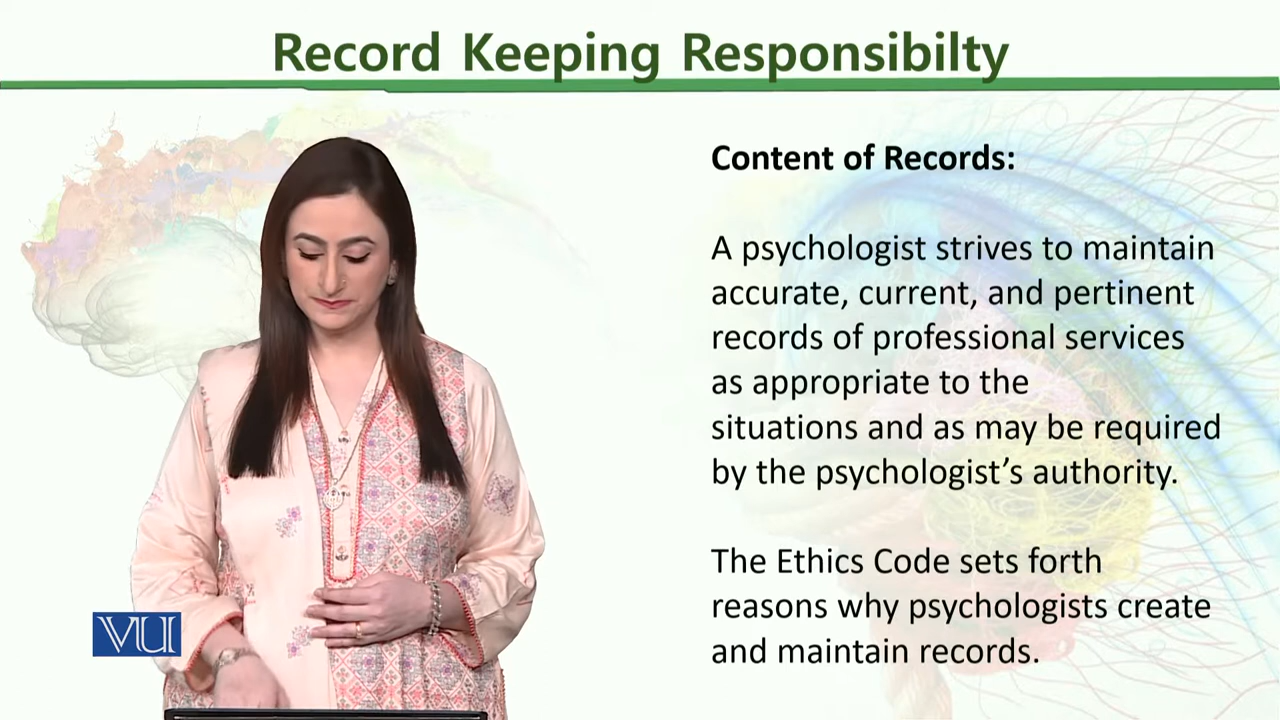 Record Keeping Responsibilty
Content of Records:
A psychologist strives to maintain
accurate, current, and pertinent
records of professional services
as appropriate to the
situations and as may be required
by the psychologist’s authority.
The Ethics Code sets forth
reasons why psychologists create
and maintain records.
VU